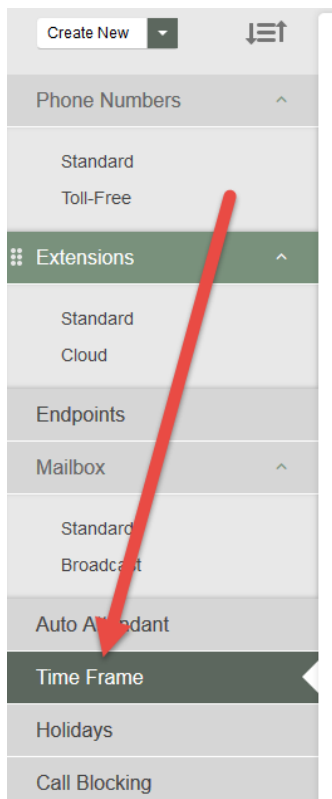 Create New
Phone Numbers
Standard
Toll-Free
Extensions
Standard
Cloud
Endpoints
Mailbox
Standard
Broadcast
Auto Attendant
Time Frame
Holidays
Call Blocking